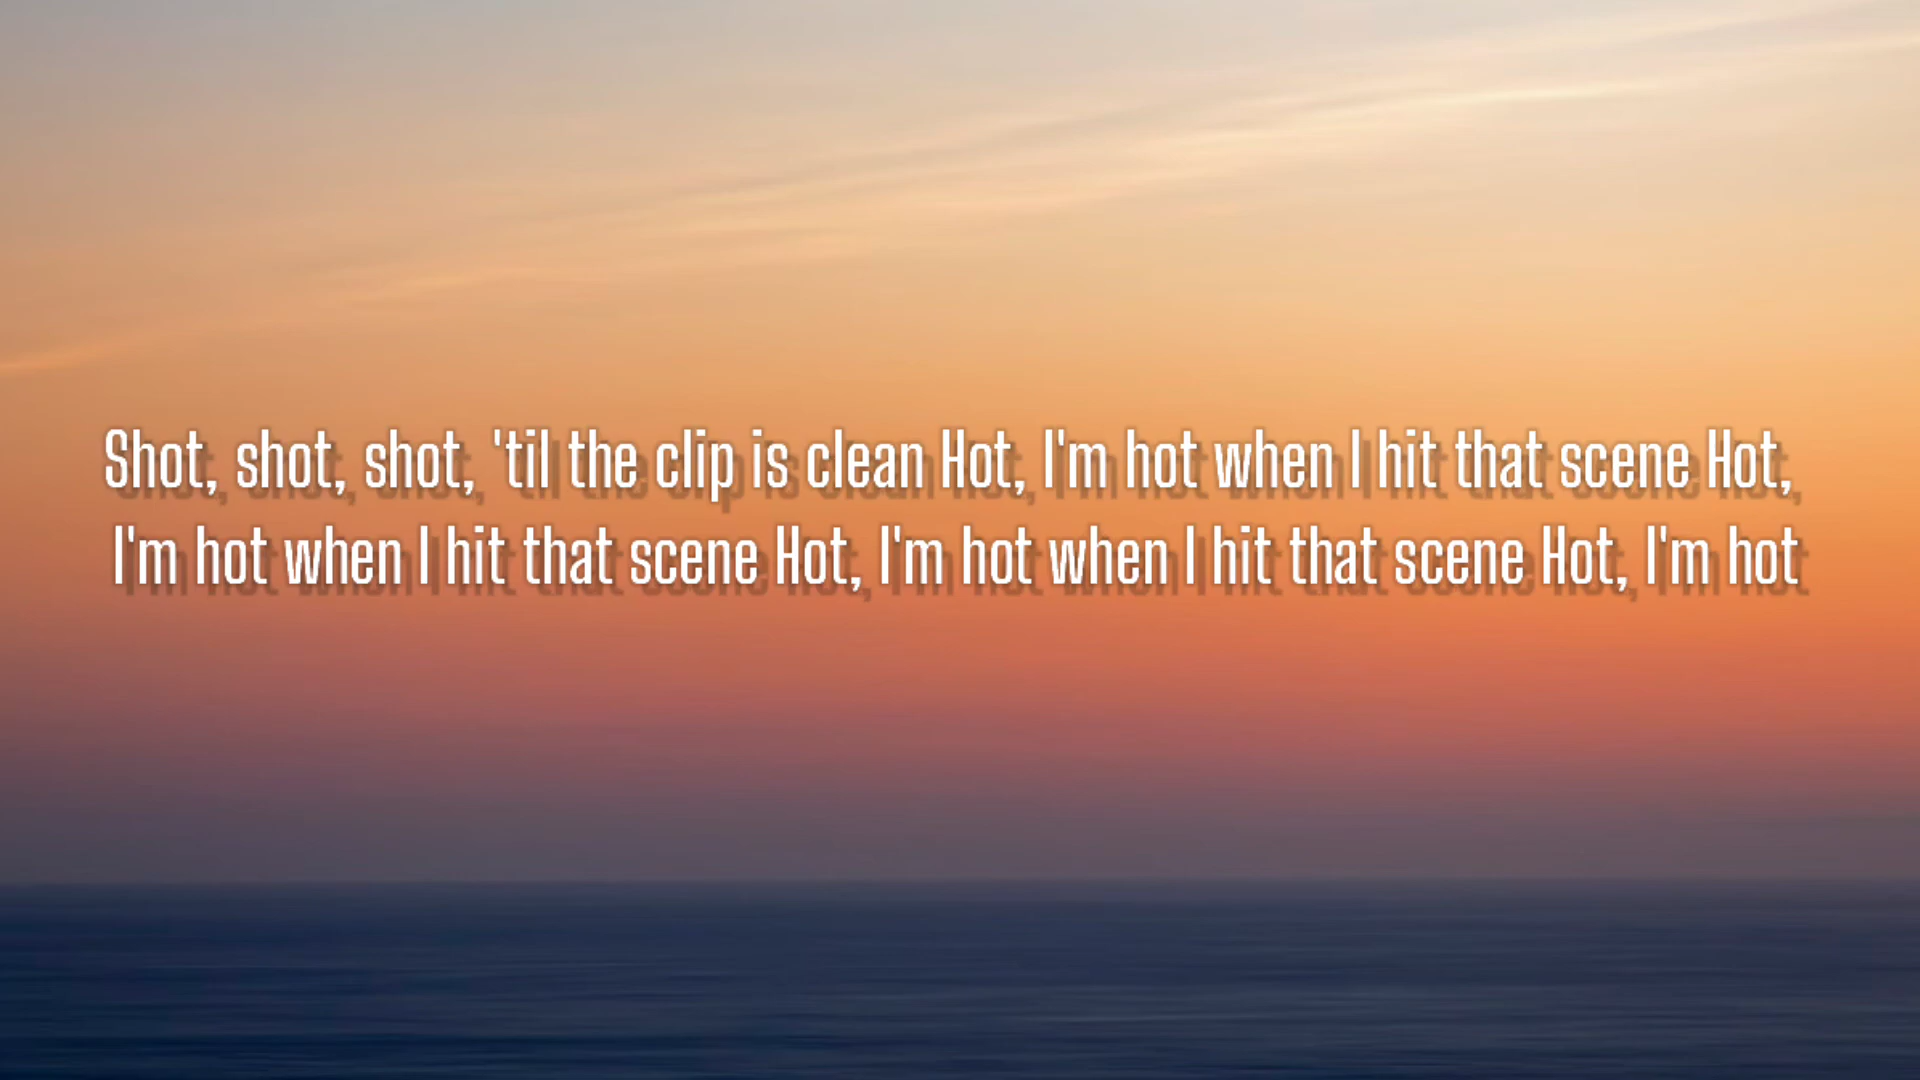 Shot, shot, shot, 'til the clip is clean Hot, I'm hot when I hit that scene Hot,
I'm hot when I hit that scene Hot, I'm hot when I hit that scene Hot, I'm hot